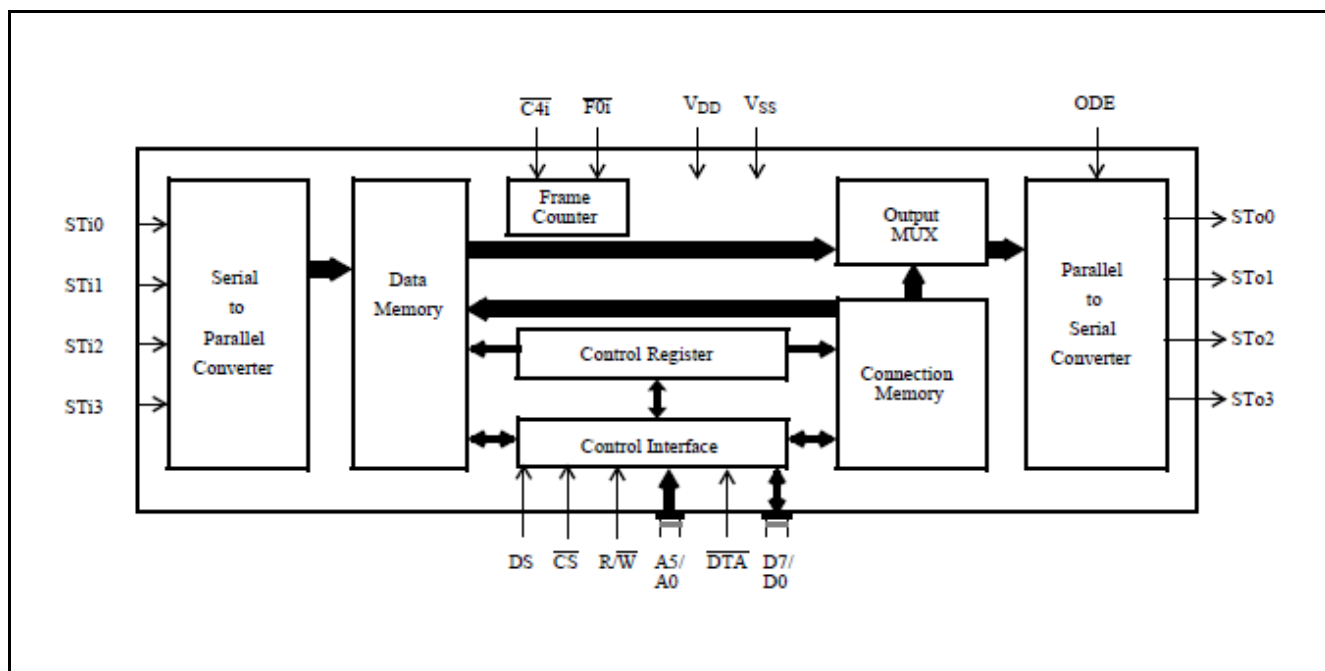 C4i F0i VDD VSS ODE
Frame
Counter
Output
MUX
STi0
STi1
STi2
STi3
Serial
to
Parallel
Converter
Data
Memory
Control Register
Control Interface
Connection
Memory
Parallel
to
Serial
Converter
STo0
STo1
STo2
STo3
DS CS R/W A5/ DTA D7/
A0 D0